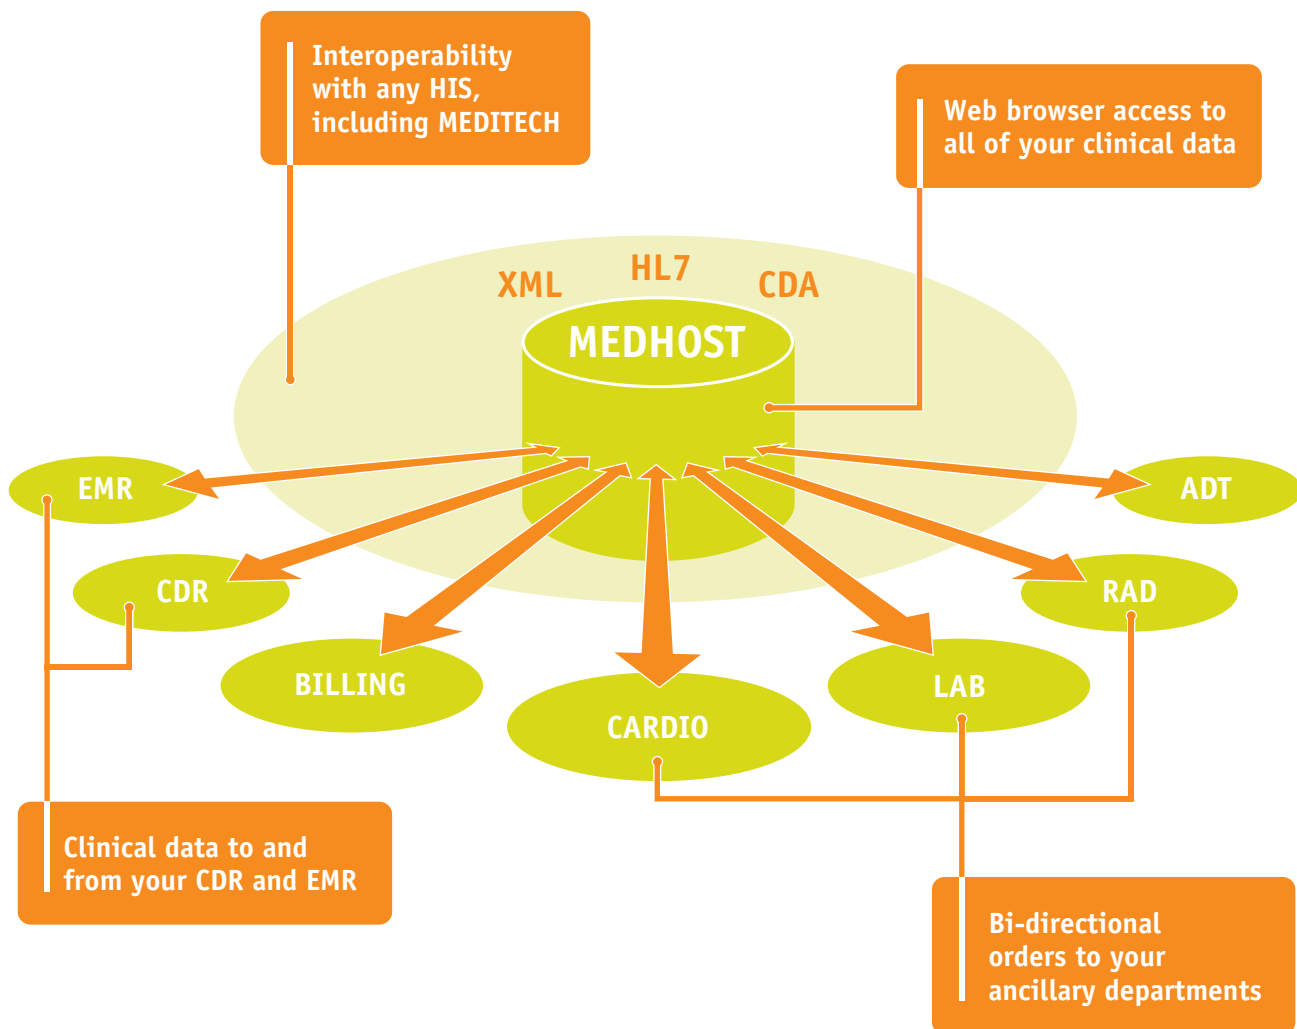 Interoperability
with any HIS,
including MEDITECH
Web browser access to
all of your clinical data
XML
HL7
CDA
MEDHOST
EMR
ADT
CDR
RAD
BILLING
LAB
CARDIO
Clinical data to and
from your CDR and EMR
Bi-directional
orders to your
ancillary departments